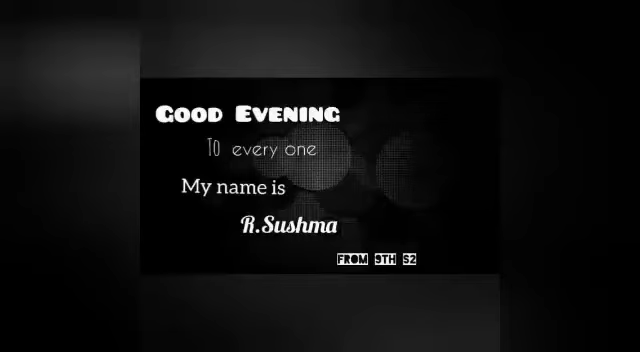 Good Evening
To every one
My name is
R.Sushma
FROM 9TH S2